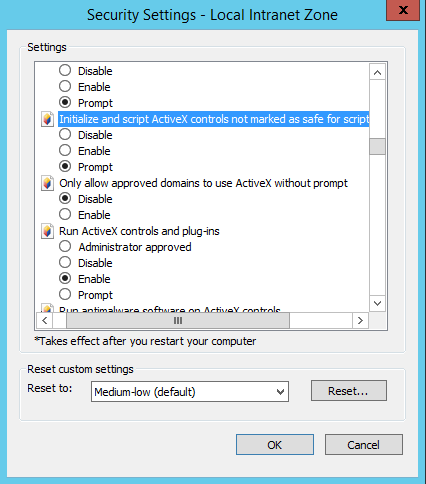 Security Settings - Local Intranet Zone
x
Settings
Disable
Enable
Prompt
Initialize and script ActiveX controls not marked as safe for script
Disable
Enable
Prompt
Only allow approved domains to use ActiveX without prompt
Disable
Enable
Run ActiveX controls and plug-ins
Administrator approved
Disable
Enable
Prompt
Run antimalware software on ActiveX controls
*Takes effect after you restart your computer
Reset custom settings
Reset to:
Medium-low (default)
Reset...
OK
Cancel